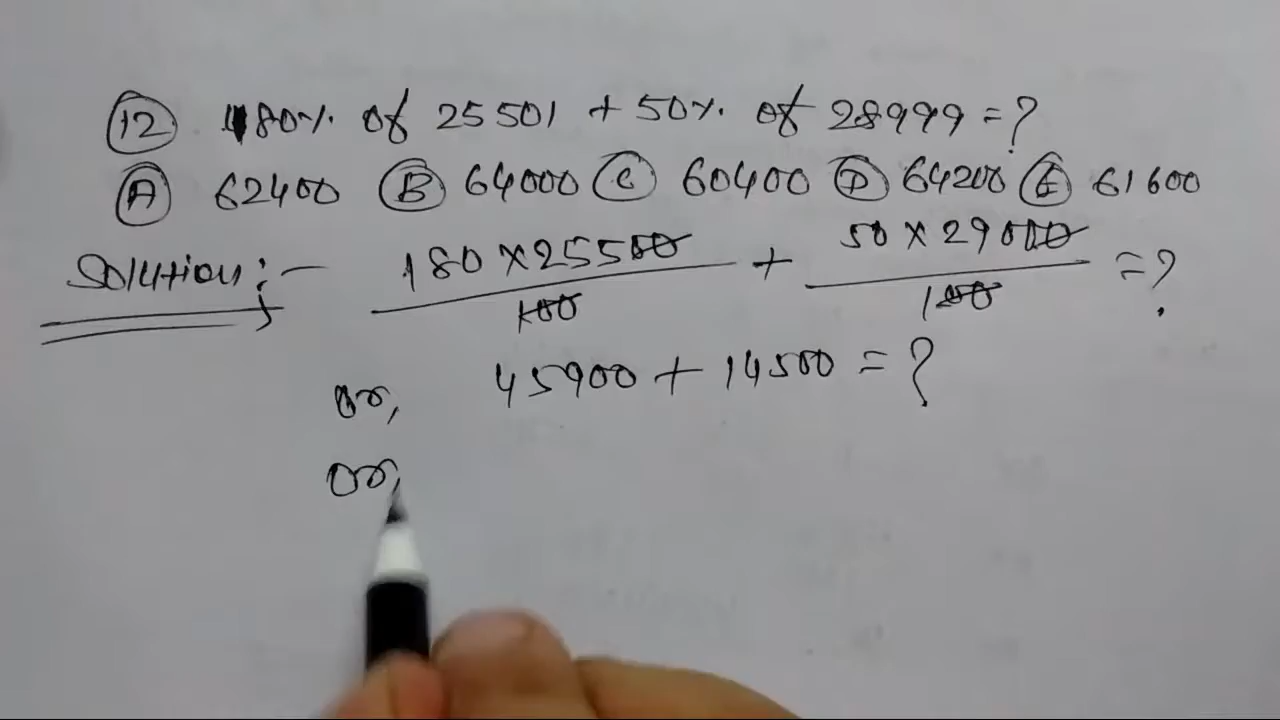 12 180% of 25501 + 50% of 28999 = ?
A 62400 B 64000 C 60400 D 64200 E 61600
Solution :- 180 × 25500 / 100 + 50 × 29000 / 100 = ?
or, 45900 + 14500 = ?
or,